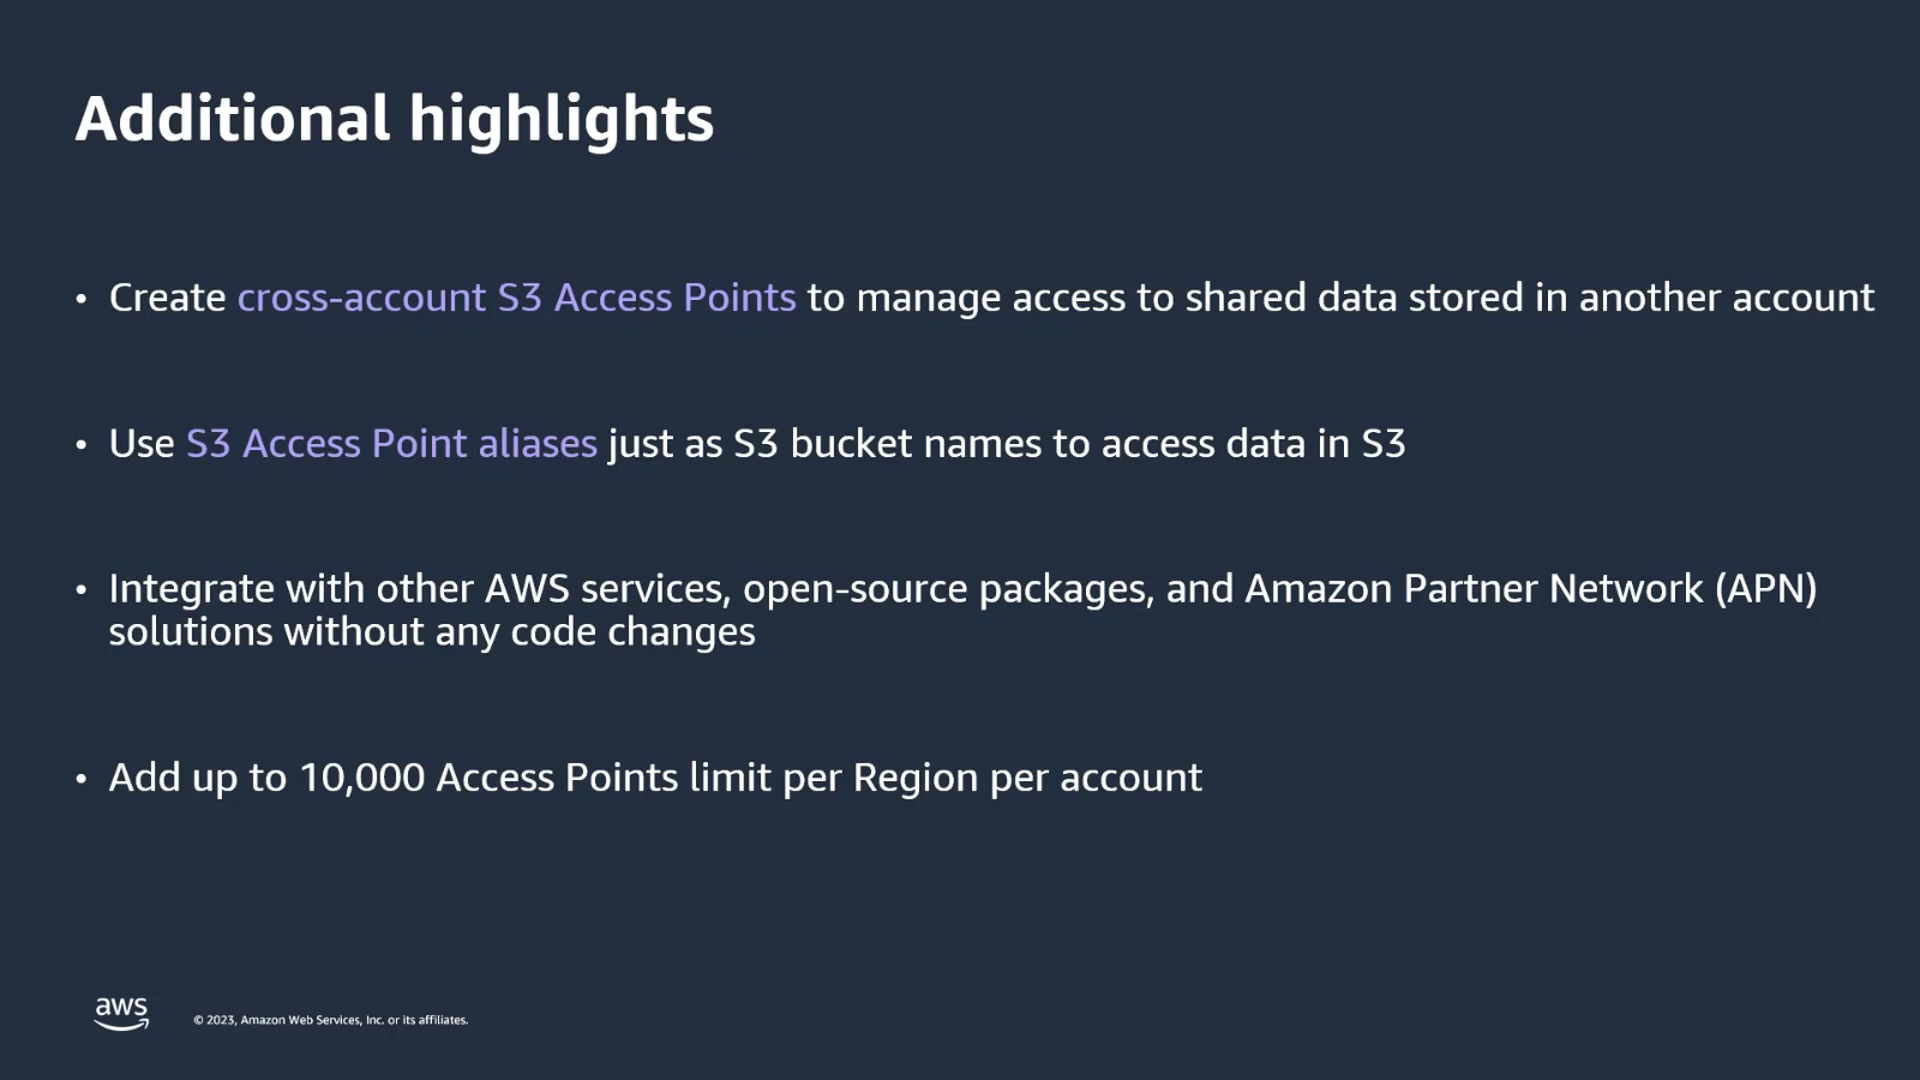 Additional highlights
• Create cross-account S3 Access Points to manage access to shared data stored in another account
• Use S3 Access Point aliases just as S3 bucket names to access data in S3
• Integrate with other AWS services, open-source packages, and Amazon Partner Network (APN)
solutions without any code changes
• Add up to 10,000 Access Points limit per Region per account
aws
© 2023, Amazon Web Services, Inc. or its affiliates.